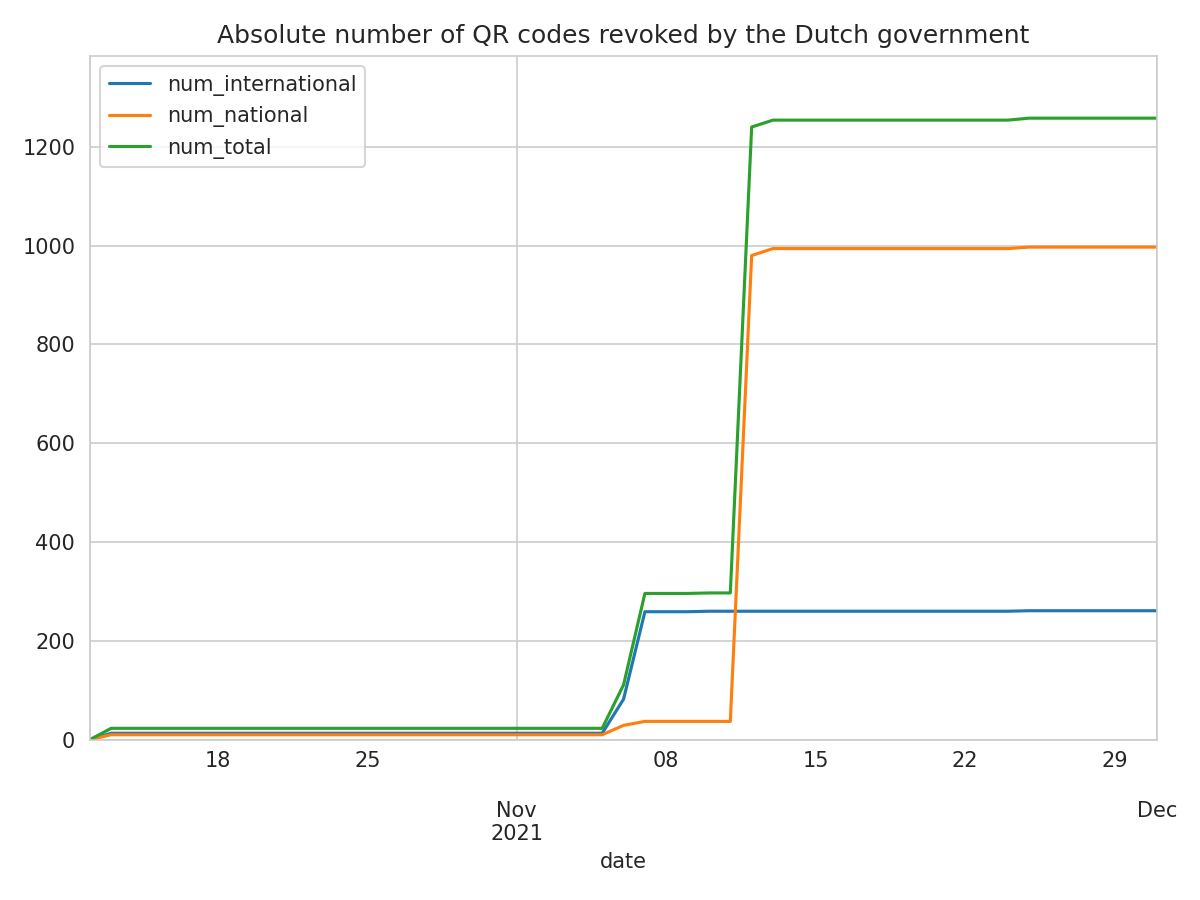 Absolute number of QR codes revoked by the Dutch government
num_international
num_national
num_total
1200
1000
800
600
400
200
0
18 25 08 15 22 29
Nov Dec
2021
date